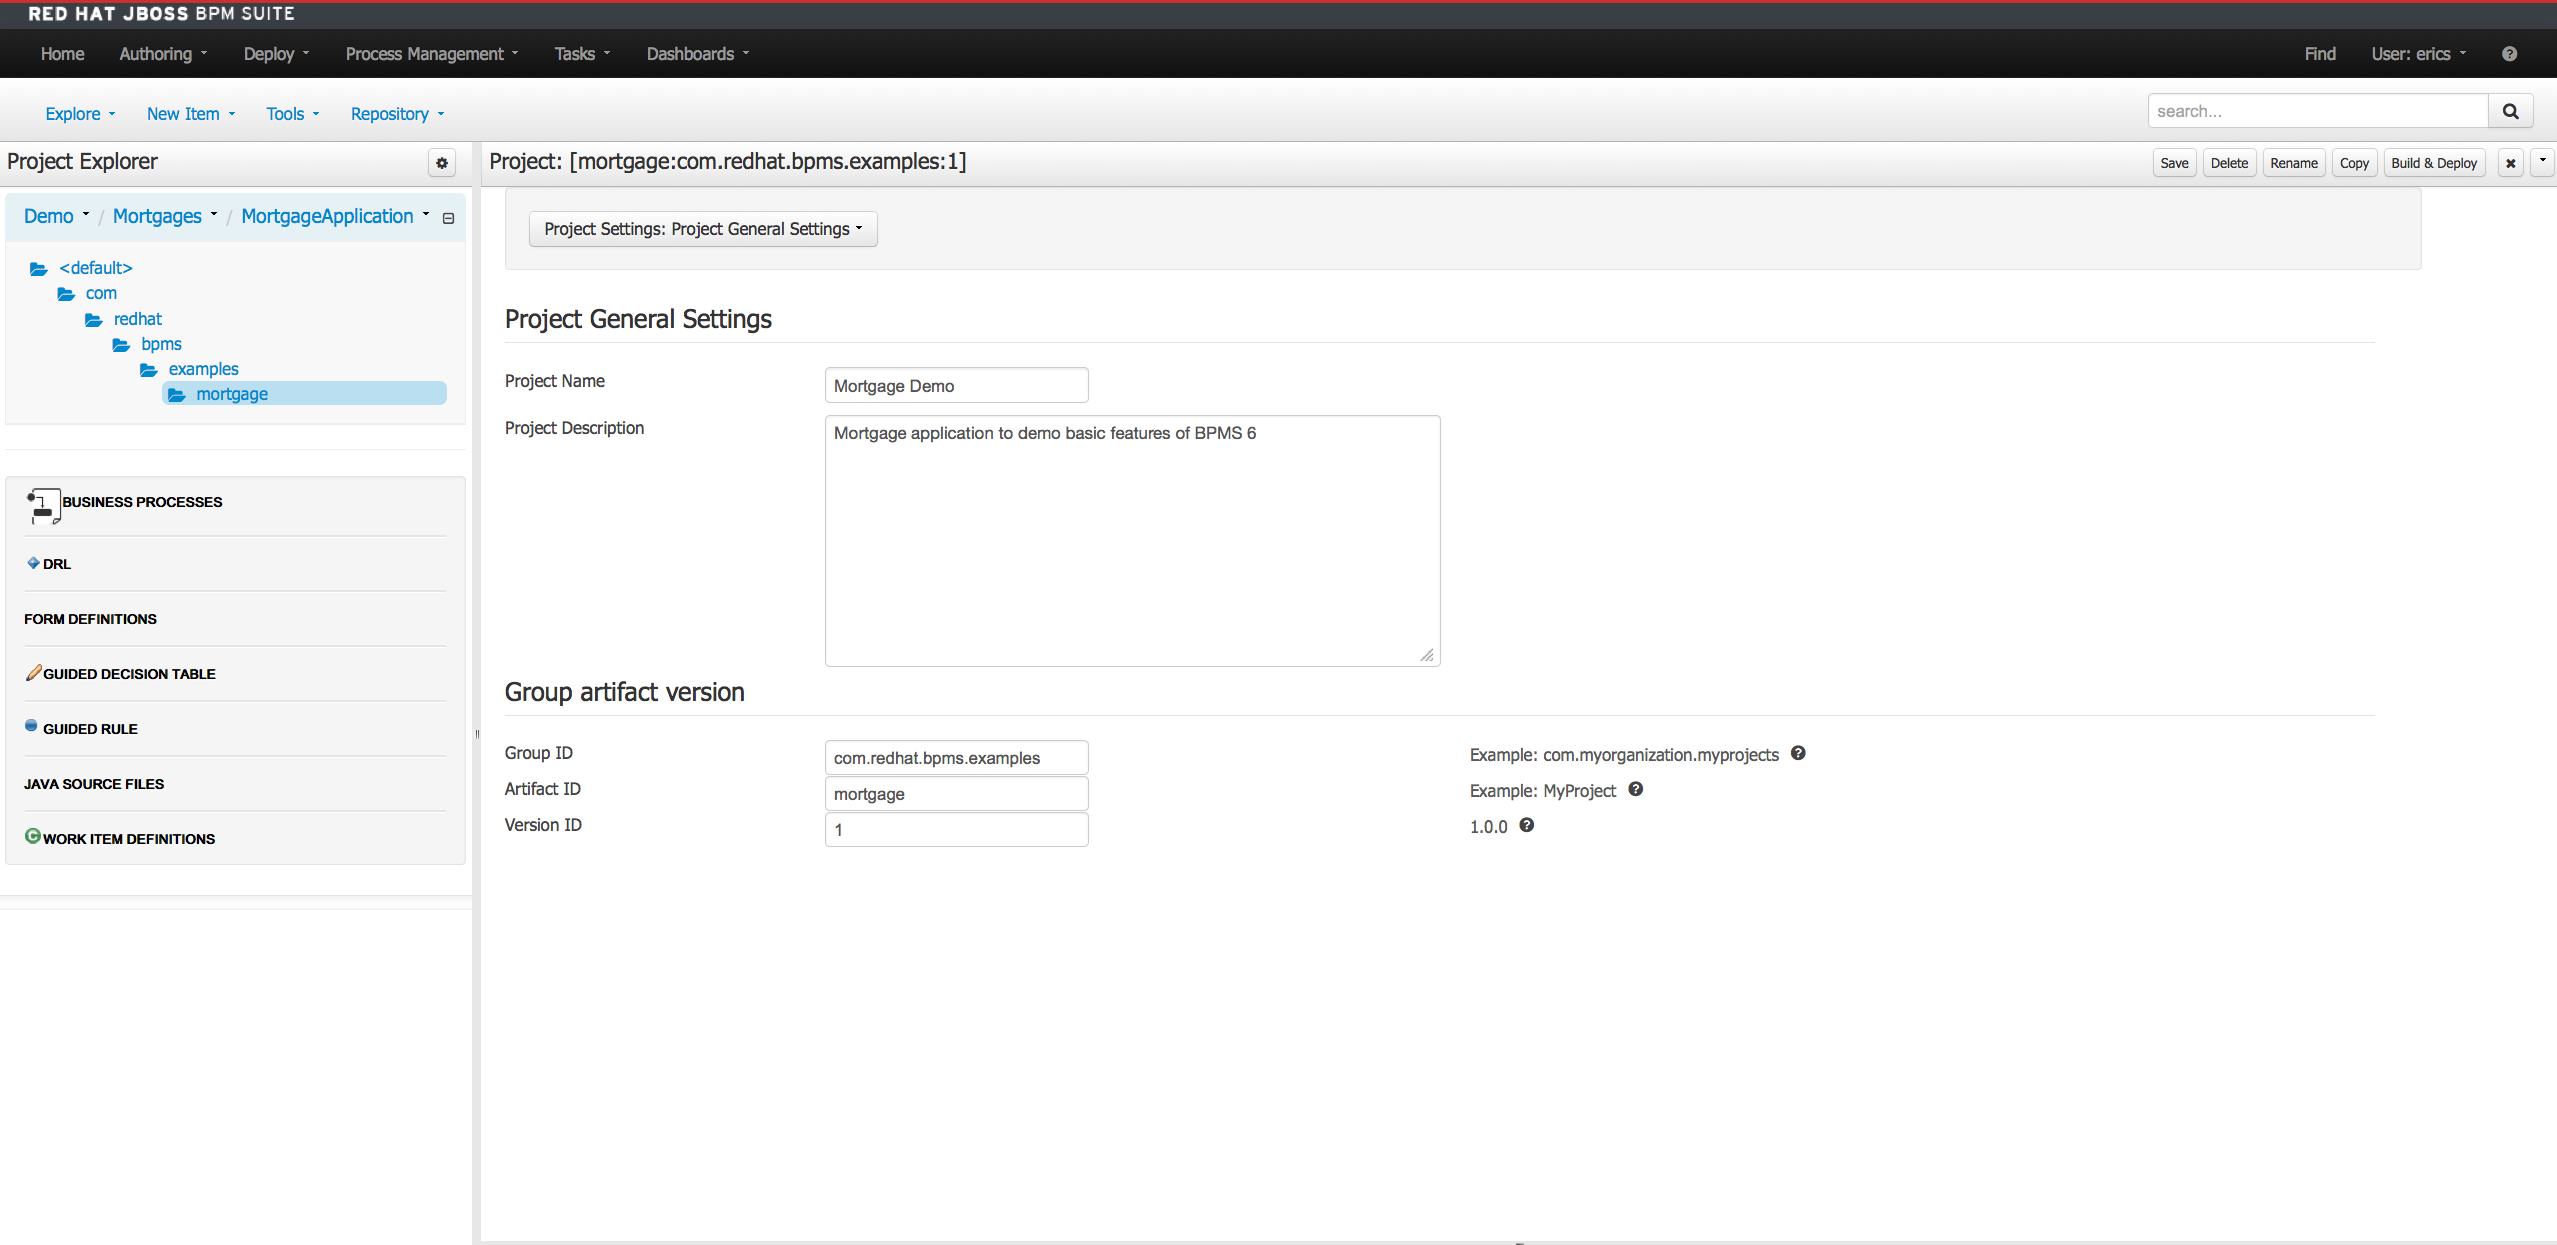 RED HAT JBOSS BPM SUITE
Home Authoring Deploy Process Management Tasks Dashboards Find User: erics
Explore New Item Tools Repository search...
Project Explorer
Project: [mortgage:com.redhat.bpms.examples:1] Save Delete Rename Copy Build & Deploy
Demo / Mortgages / MortgageApplication
<default>
com
redhat
bpms
examples
mortgage
BUSINESS PROCESSES
DRL
FORM DEFINITIONS
GUIDED DECISION TABLE
GUIDED RULE
JAVA SOURCE FILES
WORK ITEM DEFINITIONS
Project Settings: Project General Settings
Project General Settings
Project Name Mortgage Demo
Project Description Mortgage application to demo basic features of BPMS 6
Group artifact version
Group ID com.redhat.bpms.examples Example: com.myorganization.myprojects
Artifact ID mortgage Example: MyProject
Version ID 1 1.0.0